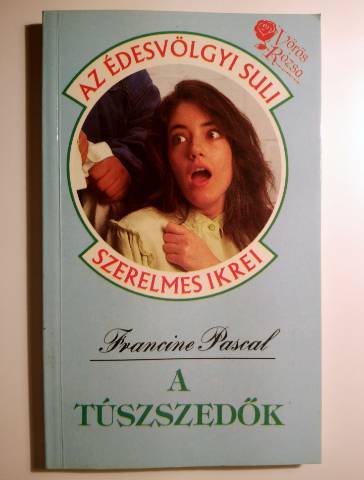 Vörös
Rózsa
AZ ÉDESVÖLGYI SULI
SZERELMES IKREI
Francine Pascal
A
TÚSZSZEDŐK